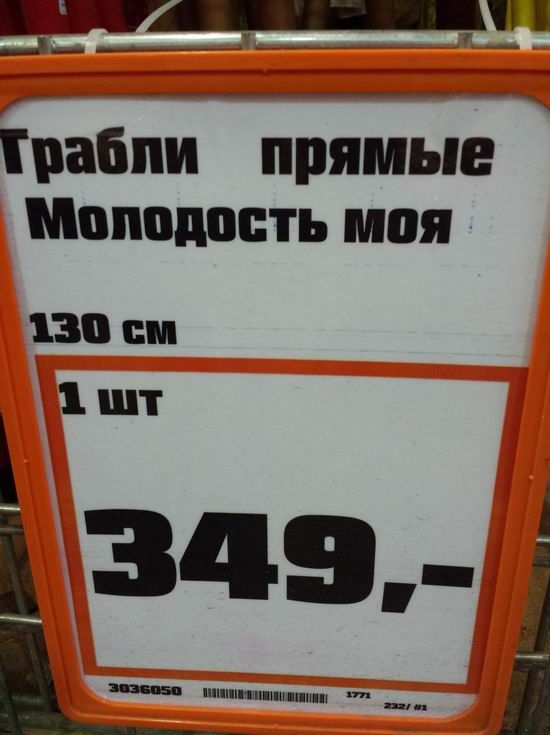 Грабли прямые
Молодость моя
130 см
1 шт
349,-
3036050 1771
232/ #1